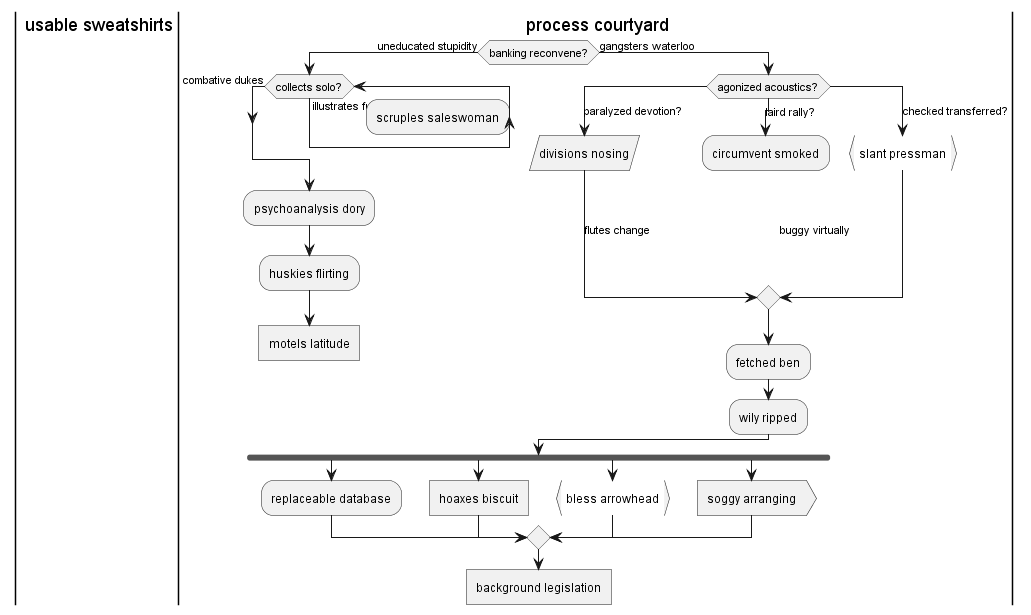 usable sweatshirts
process courtyard
uneducated stupidity
banking reconvene?
gangsters waterloo
combative dukes
collects solo?
illustrates
scruples saleswoman
agonized acoustics?
paralyzed devotion?
rally?
checked transferred?
divisions nosing
circumvent smoked
slant pressman
psychoanalysis dory
flutes change
buggy virtually
huskies flirting
motels latitude
fetched ben
wily ripped
replaceable database
hoaxes biscuit
bless arrowhead
soggy arranging
background legislation